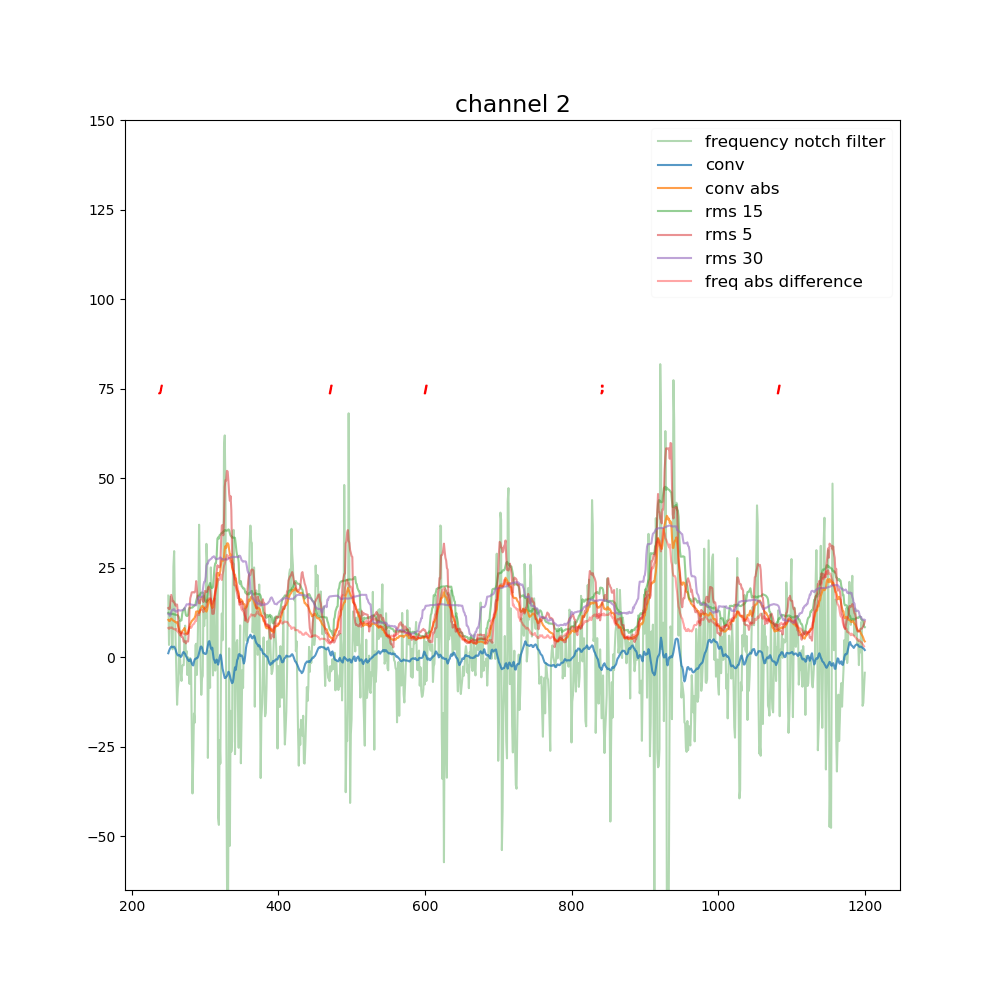 channel 2
150
125
100
75
50
25
0
−25
−50
200
400
600
800
1000
1200
frequency notch filter
conv
conv abs
rms 15
rms 5
rms 30
freq abs difference